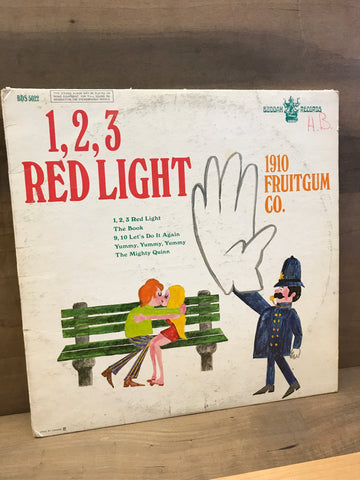 BDS 5022
BUDDAH RECORDS
A.B.
1, 2, 3
RED LIGHT
1910
FRUITGUM
CO.
1, 2, 3 Red Light
The Book
9, 10 Let's Do It Again
Yummy, Yummy, Yummy
The Mighty Quinn